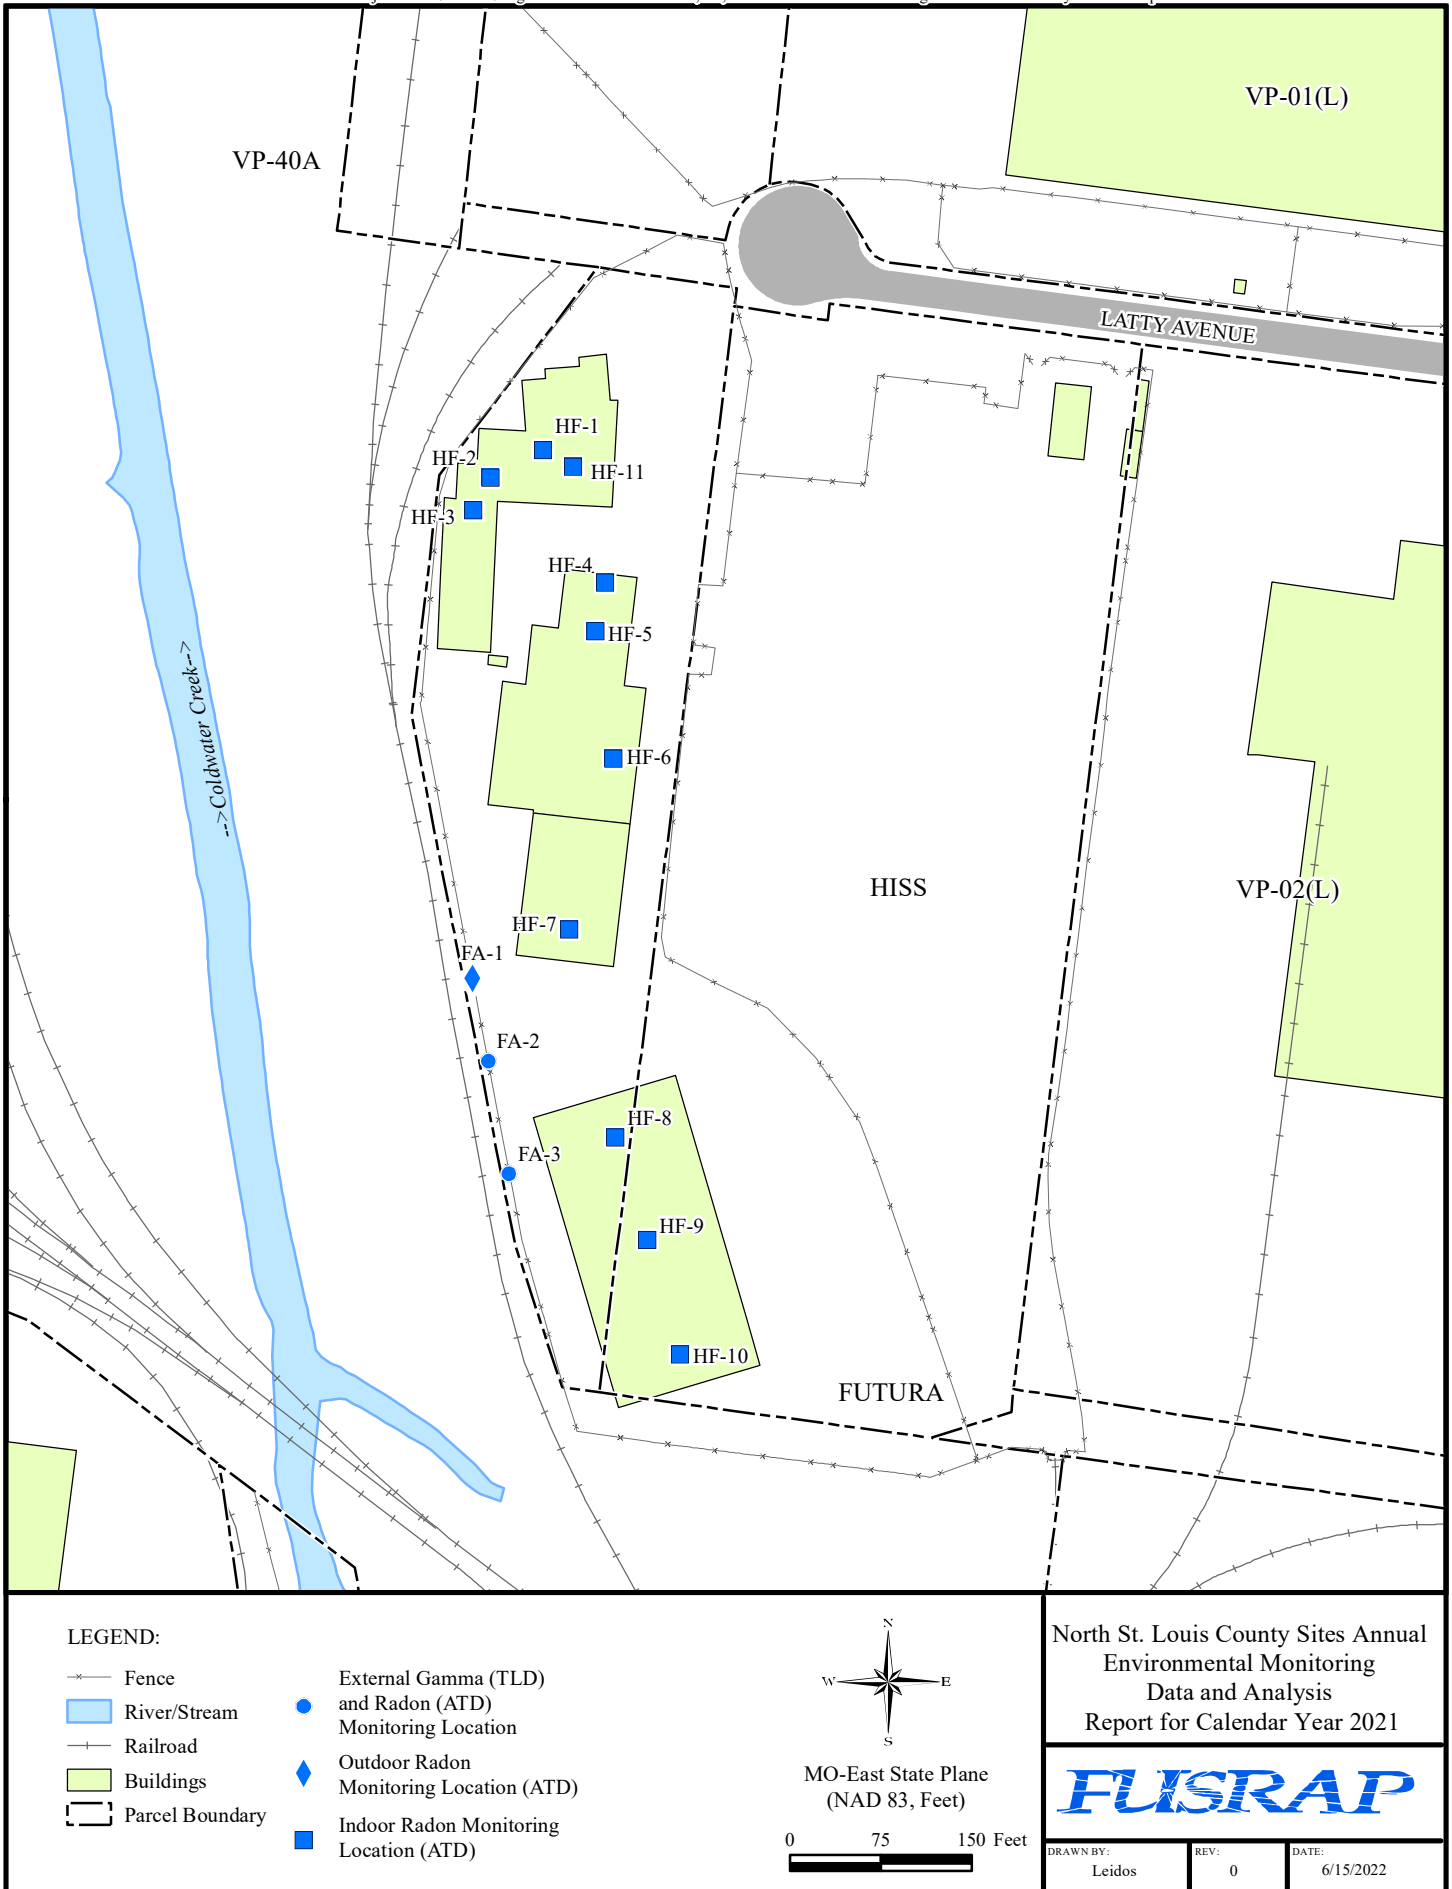 VP-01(L)
VP-40A
LATTY AVENUE
HF-1
HF-2
HF-11
HF-3
HF-4
HF-5
-->Coldwater Creek-->
HF-6
HISS
VP-02(L)
HF-7
FA-1
FA-2
HF-8
FA-3
HF-9
HF-10
FUTURA
LEGEND:
Fence
River/Stream
Railroad
Buildings
Parcel Boundary
External Gamma (TLD)
and Radon (ATD)
Monitoring Location
Outdoor Radon
Monitoring Location (ATD)
Indoor Radon Monitoring
Location (ATD)
N
W E
S
MO-East State Plane
(NAD 83, Feet)
0 75 150 Feet
North St. Louis County Sites Annual
Environmental Monitoring
Data and Analysis
Report for Calendar Year 2021
FUSRAP
DRAWN BY:
Leidos
REV:
0
DATE:
6/15/2022